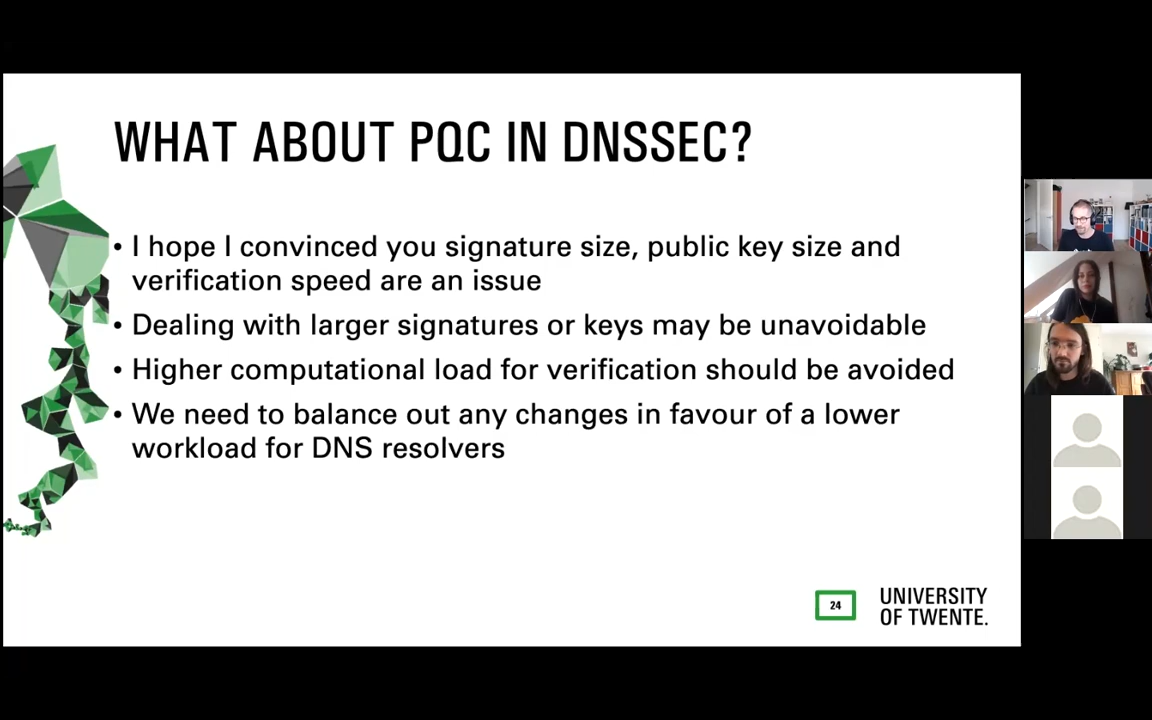 WHAT ABOUT PQC IN DNSSEC?
• I hope I convinced you signature size, public key size and
verification speed are an issue
• Dealing with larger signatures or keys may be unavoidable
• Higher computational load for verification should be avoided
• We need to balance out any changes in favour of a lower
workload for DNS resolvers
24
UNIVERSITY
OF TWENTE.